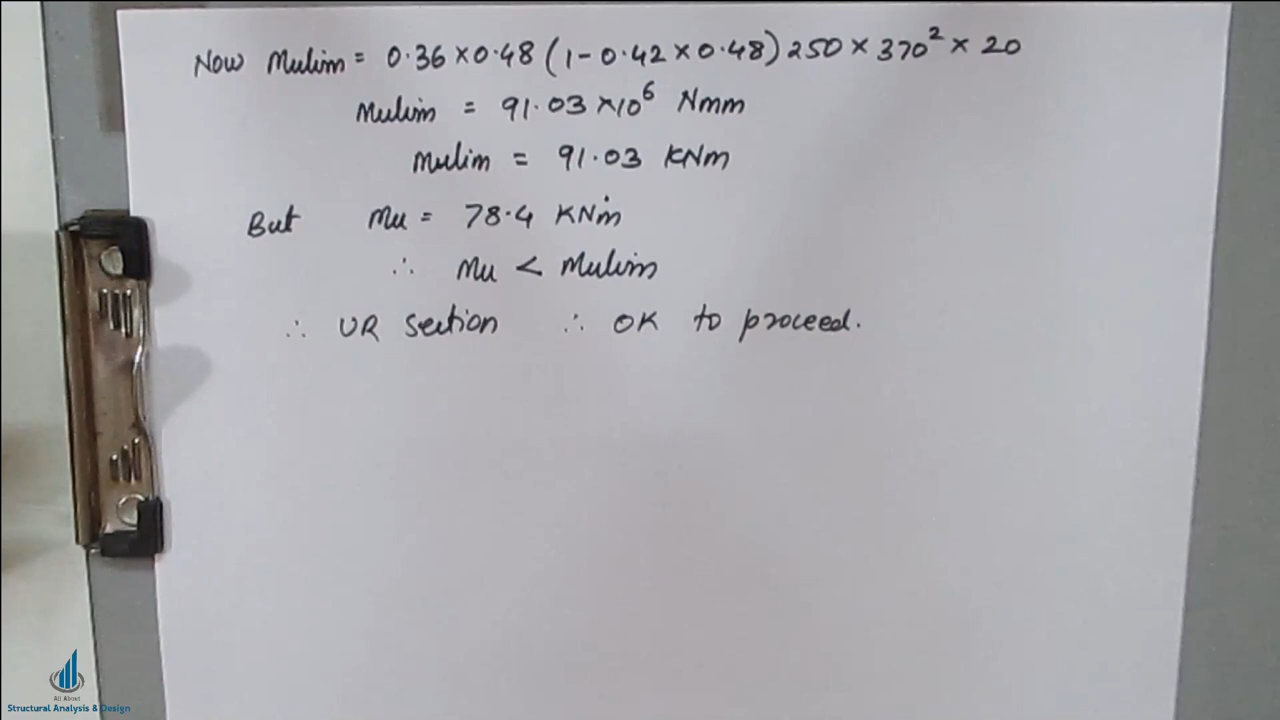 Now Mulim = 0.36 × 0.48 (1 - 0.42 × 0.48) 250 × 370² × 20
Mulim = 91.03 × 10⁶ Nmm
Mulim = 91.03 KNm
But Mu = 78.4 KNm
∴ Mu < Mulim
∴ UR section ∴ OK to proceed.
All About
Structural Analysis & Design